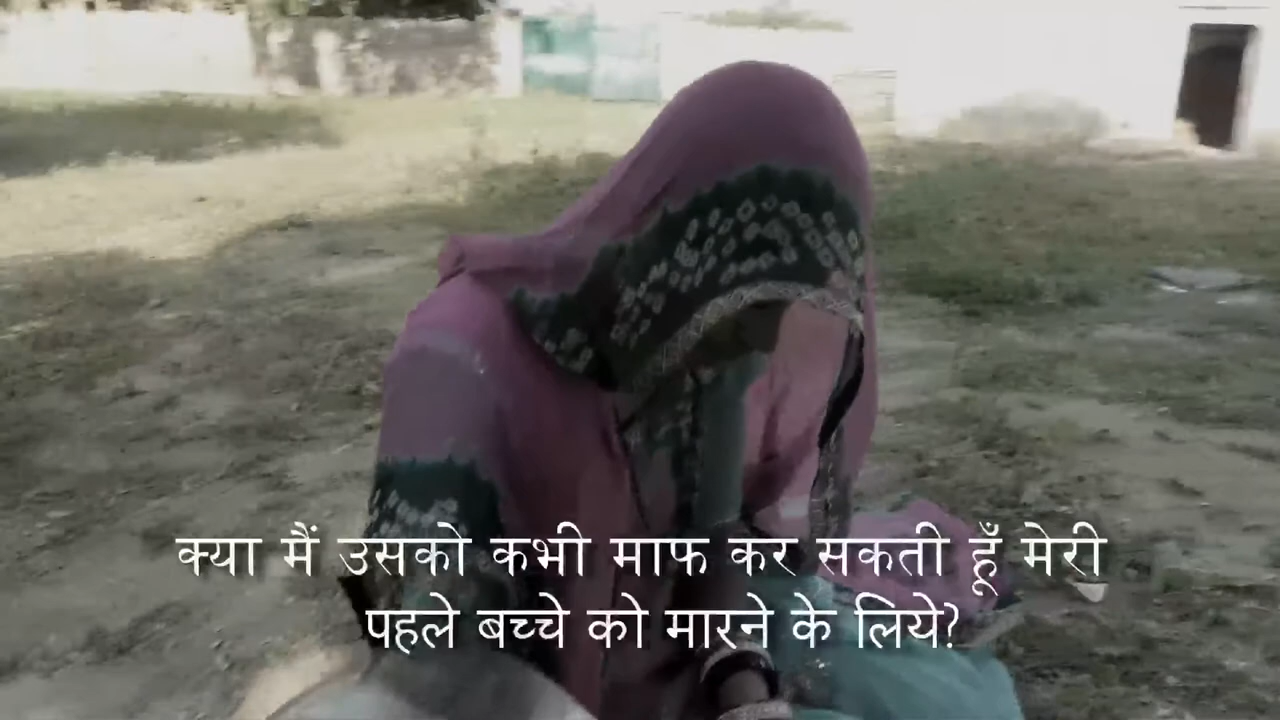 क्या मैं उसको कभी माफ कर सकती हूँ मेरी
पहले बच्चे को मारने के लिये?